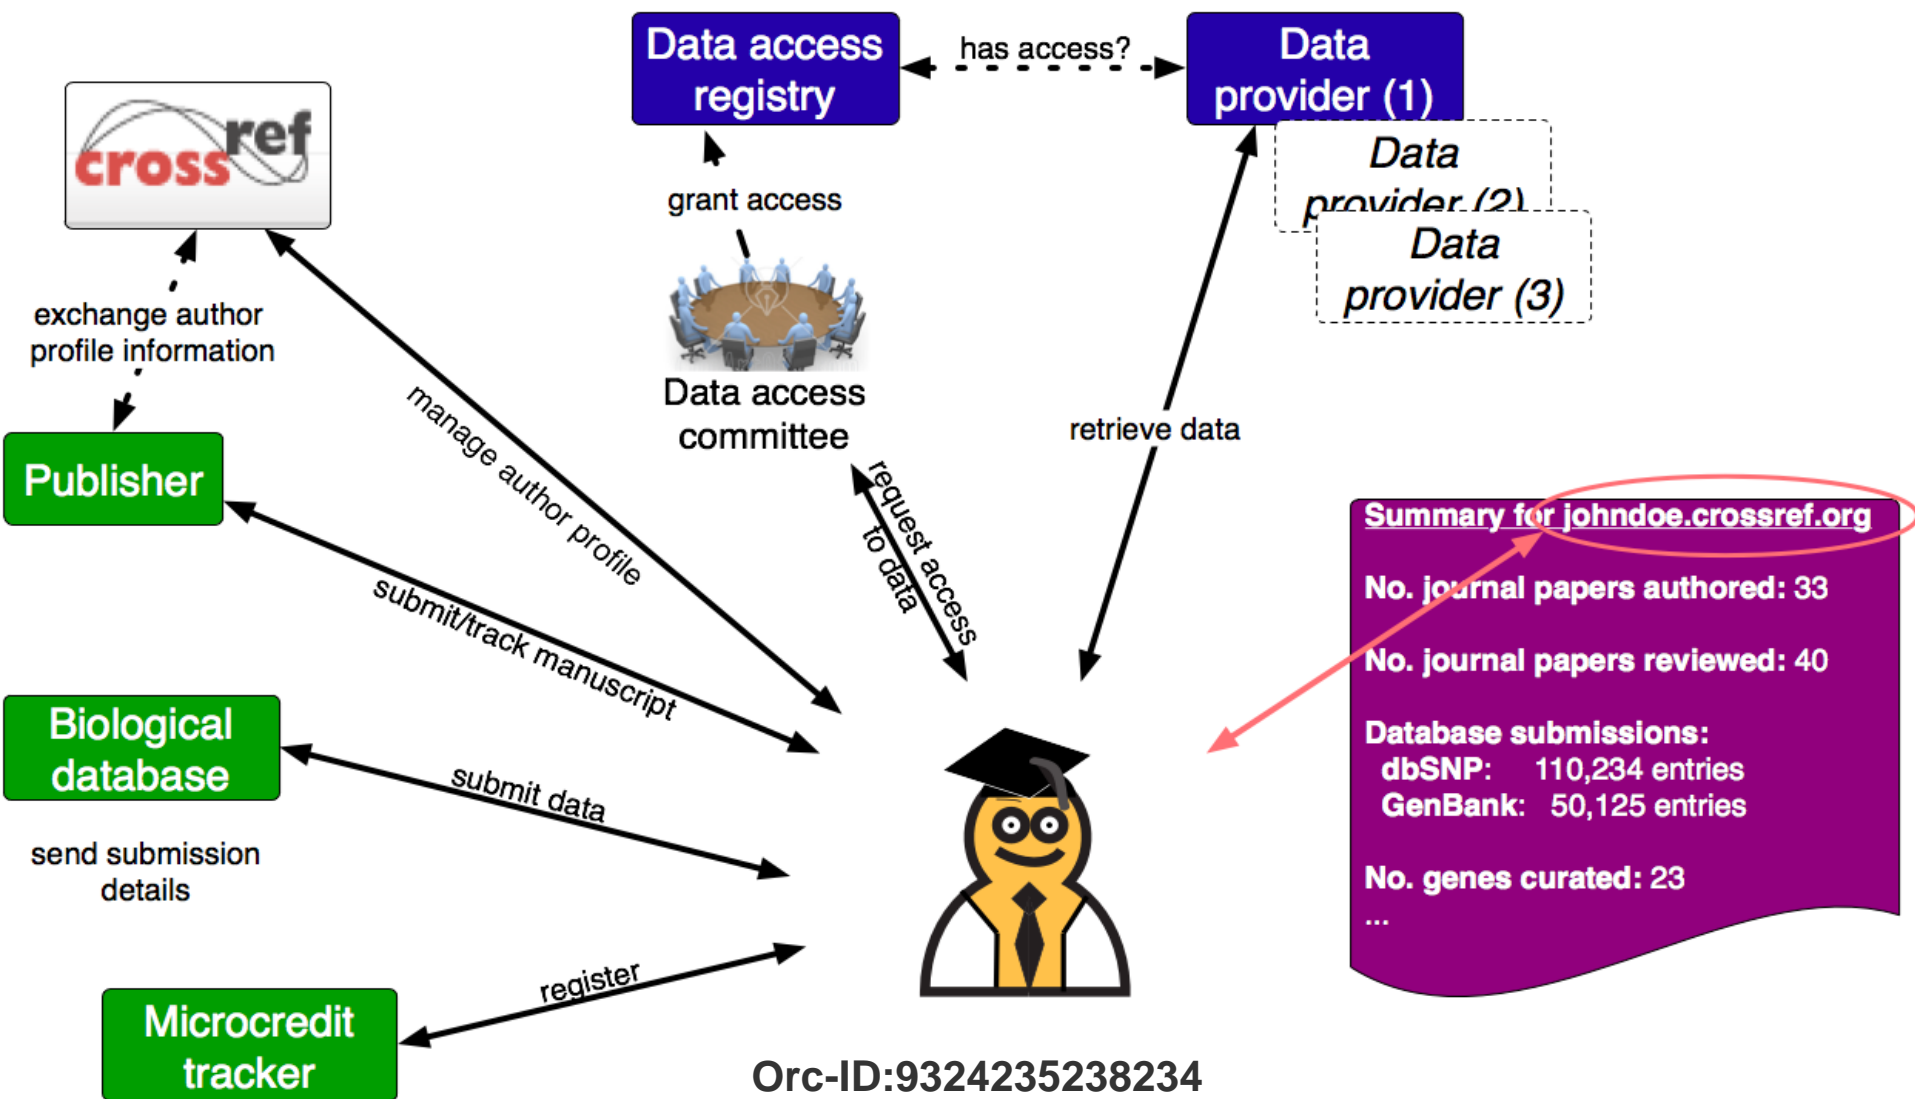 Data access
registry
has access?
Data
provider (1)
Data
provider (2)
Data
provider (3)
cross
ref
grant access
exchange author
profile information
Data access
committee
manage author profile
retrieve data
request access
to data
Publisher
submit/track manuscript
Summary for johndoe.crossref.org
No. journal papers authored: 33
No. journal papers reviewed: 40
Database submissions:
dbSNP: 110,234 entries
GenBank: 50,125 entries
No. genes curated: 23
...
Biological
database
submit data
send submission
details
register
Microcredit
tracker
Orc-ID:9324235238234